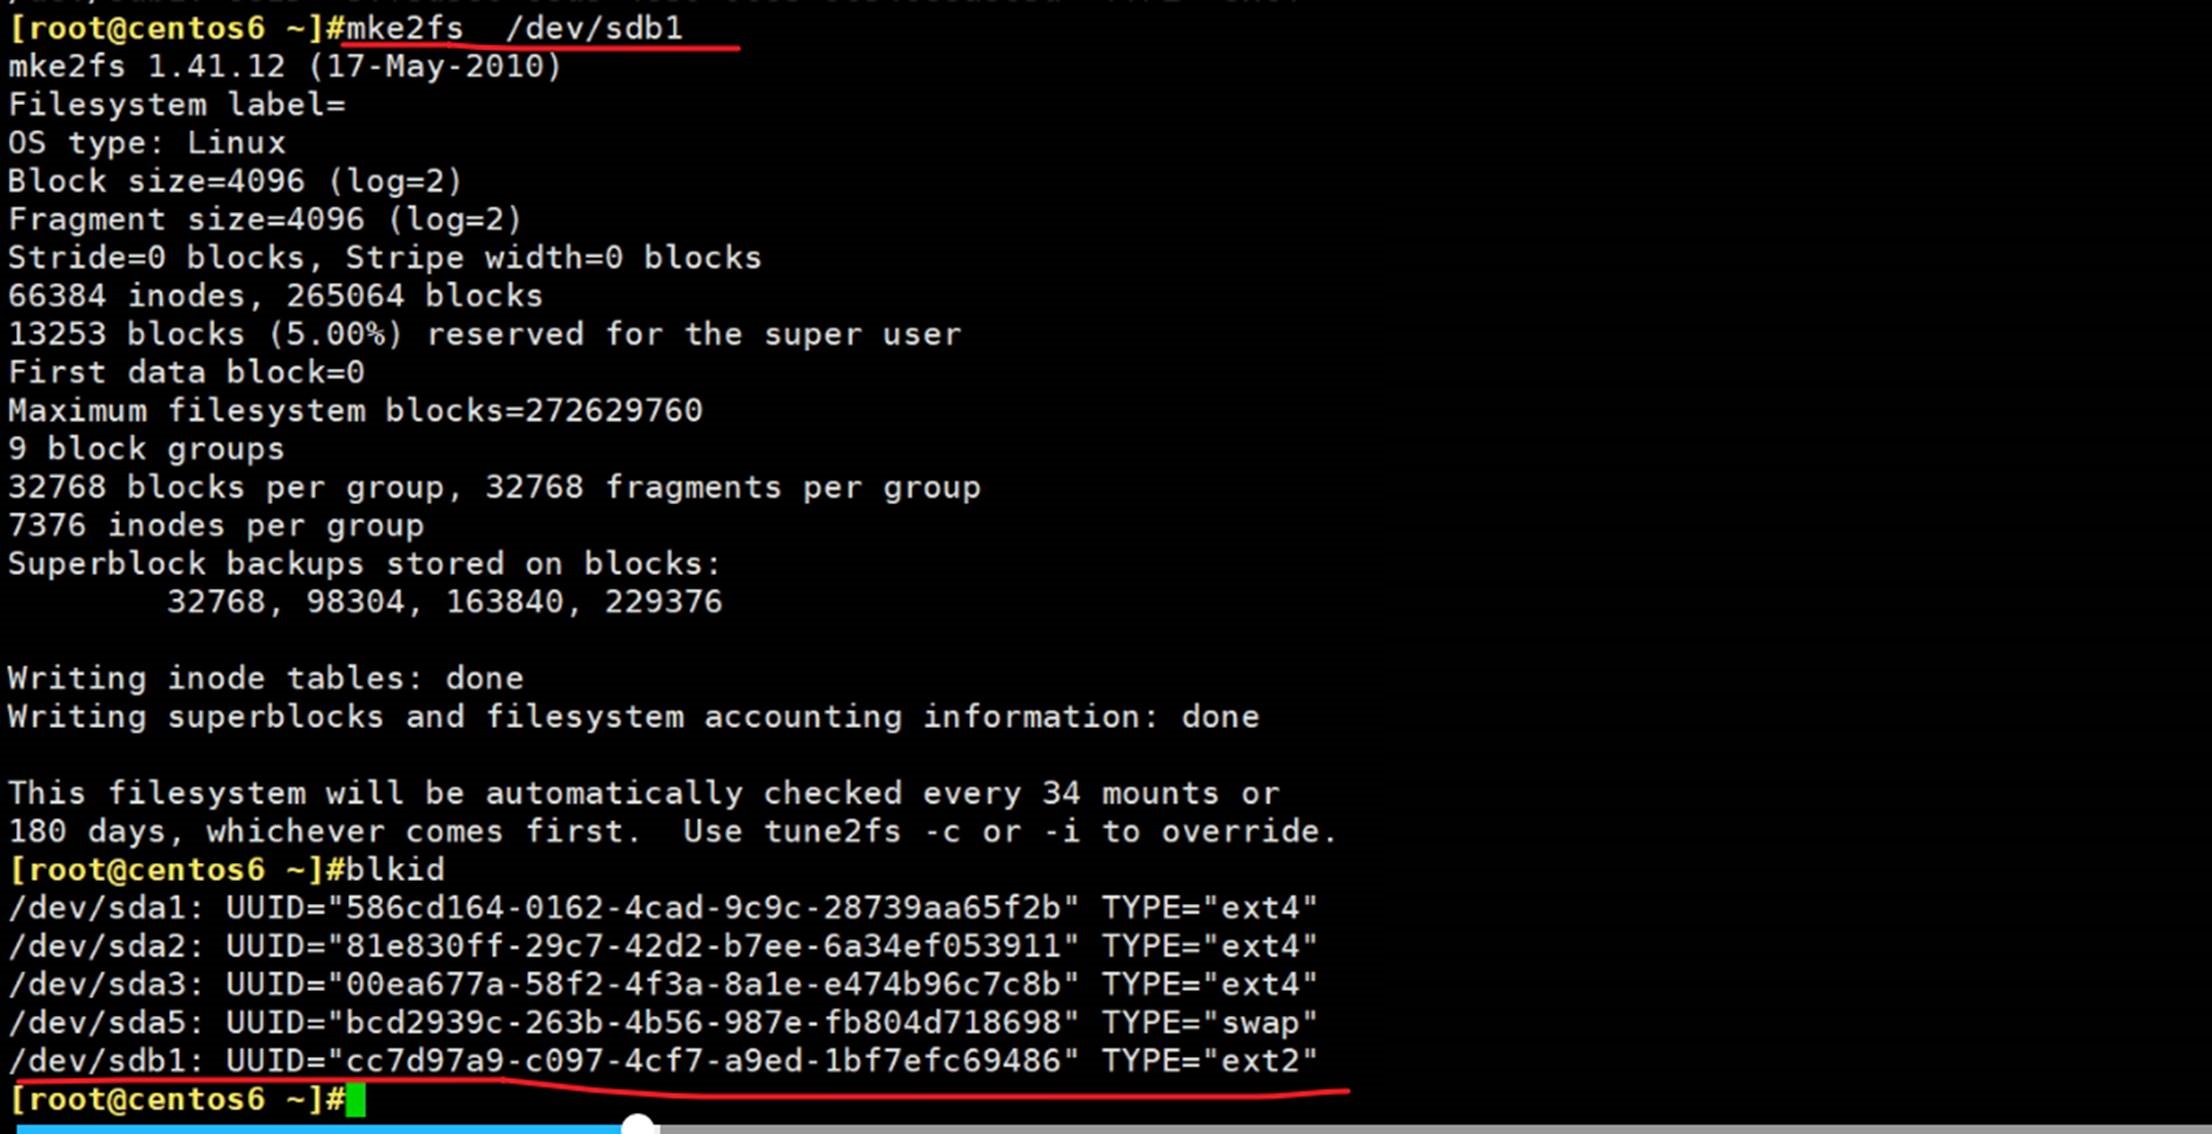 [root@centos6 ~]#mke2fs  /dev/sdb1
mke2fs 1.41.12 (17-May-2010)
Filesystem label=
OS type: Linux
Block size=4096 (log=2)
Fragment size=4096 (log=2)
Stride=0 blocks, Stripe width=0 blocks
66384 inodes, 265064 blocks
13253 blocks (5.00%) reserved for the super user
First data block=0
Maximum filesystem blocks=272629760
9 block groups
32768 blocks per group, 32768 fragments per group
7376 inodes per group
Superblock backups stored on blocks:
        32768, 98304, 163840, 229376
Writing inode tables: done
Writing superblocks and filesystem accounting information: done
This filesystem will be automatically checked every 34 mounts or
180 days, whichever comes first.  Use tune2fs -c or -i to override.
[root@centos6 ~]#blkid
/dev/sda1: UUID="586cd164-0162-4cad-9c9c-28739aa65f2b" TYPE="ext4"
/dev/sda2: UUID="81e830ff-29c7-42d2-b7ee-6a34ef053911" TYPE="ext4"
/dev/sda3: UUID="00ea677a-58f2-4f3a-8a1e-e474b96c7c8b" TYPE="ext4"
/dev/sda5: UUID="bcd2939c-263b-4b56-987e-fb804d718698" TYPE="swap"
/dev/sdb1: UUID="cc7d97a9-c097-4cf7-a9ed-1bf7efc69486" TYPE="ext2"
[root@centos6 ~]#